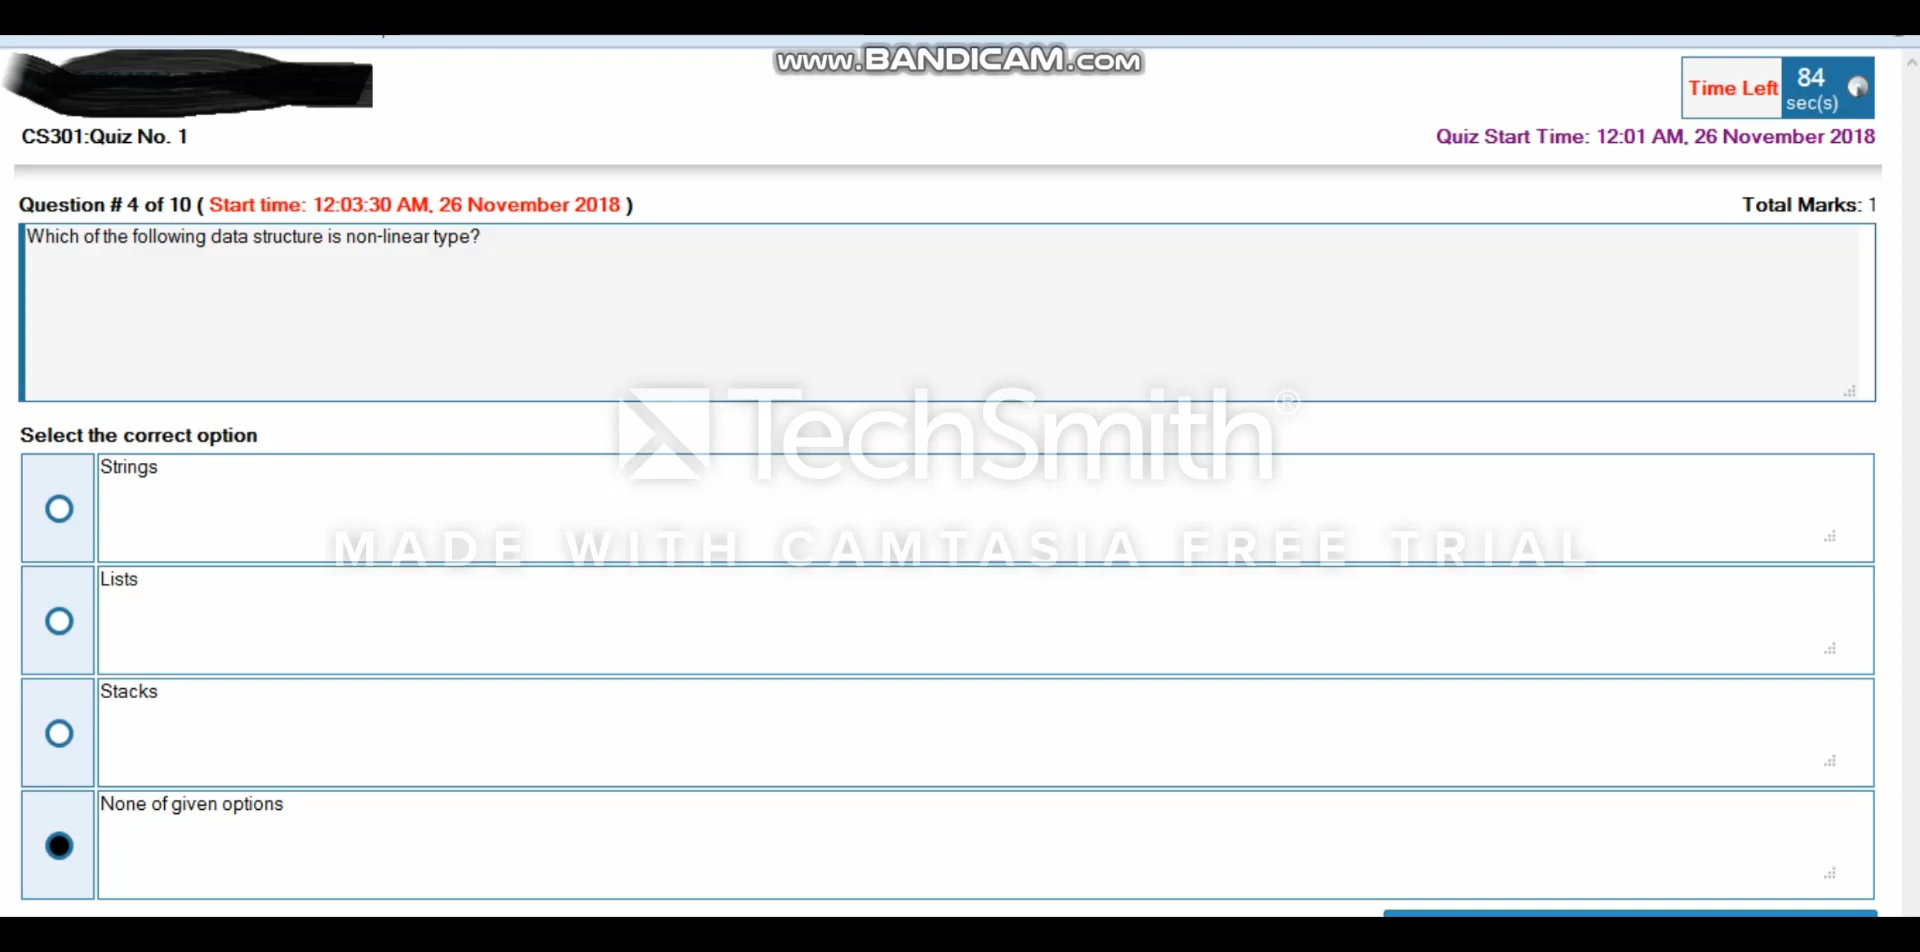 www.BANDICAM.com
Time Left 84 sec(s)
CS301:Quiz No. 1
Quiz Start Time: 12:01 AM, 26 November 2018
Question # 4 of 10 ( Start time: 12:03:30 AM, 26 November 2018 )
Total Marks: 1
Which of the following data structure is non-linear type?
TechSmith®
Select the correct option
Strings
MADE WITH CAMTASIA FREE TRIAL
Lists
Stacks
None of given options